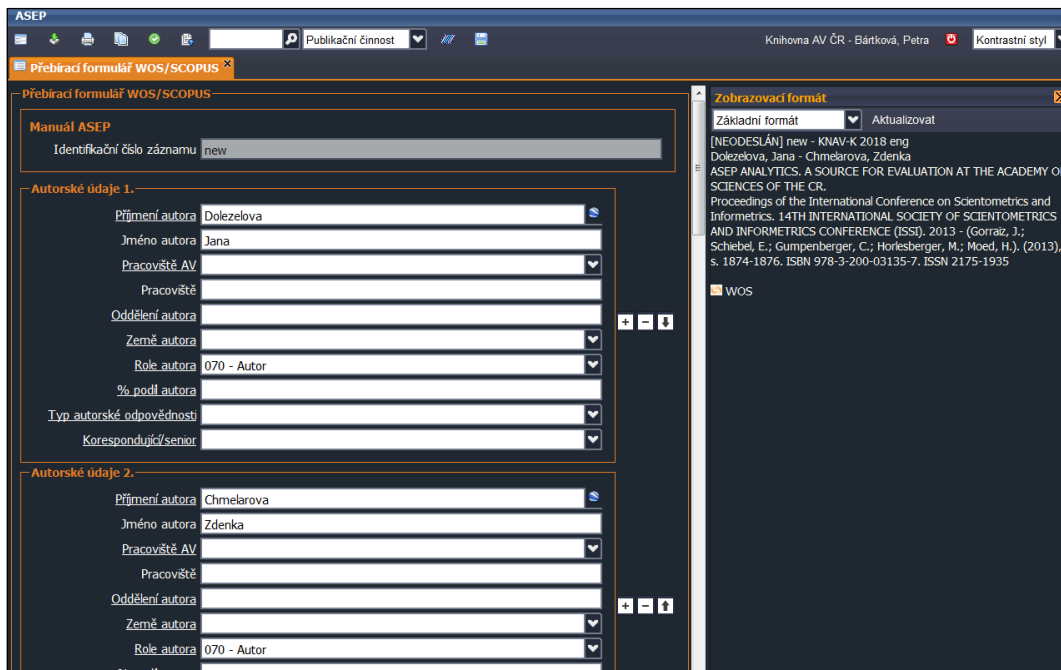 ASEP
Publikační činnost
Knihovna AV ČR - Bártková, Petra
Kontrastní styl
Přebírací formulář WOS/SCOPUS x
Přebírací formulář WOS/SCOPUS
Manuál ASEP
Identifikační číslo záznamu new
Autorské údaje 1.
Příjmení autora Dolezelova
Jméno autora Jana
Pracoviště AV
Pracoviště
Oddělení autora
Země autora
Role autora 070 - Autor
% podíl autora
Typ autorské odpovědnosti
Korespondující/senior
Autorské údaje 2.
Příjmení autora Chmelarova
Jméno autora Zdenka
Pracoviště AV
Pracoviště
Oddělení autora
Země autora
Role autora 070 - Autor
Zobrazovací formát
Základní formát Aktualizovat
[NEODESLÁN] new - KNAV-K 2018 eng
Dolezelova, Jana - Chmelarova, Zdenka
ASEP ANALYTICS. A SOURCE FOR EVALUATION AT THE ACADEMY O
SCIENCES OF THE CR.
Proceedings of the International Conference on Scientometrics and
Informetrics. 14TH INTERNATIONAL SOCIETY OF SCIENTOMETRICS
AND INFORMETRICS CONFERENCE (ISSI). 2013 - (Gorraiz, J.;
Schiebel, E.; Gumpenberger, C.; Horlesberger, M.; Moed, H.). (2013),
s. 1874-1876. ISBN 978-3-200-03135-7. ISSN 2175-1935
WOS